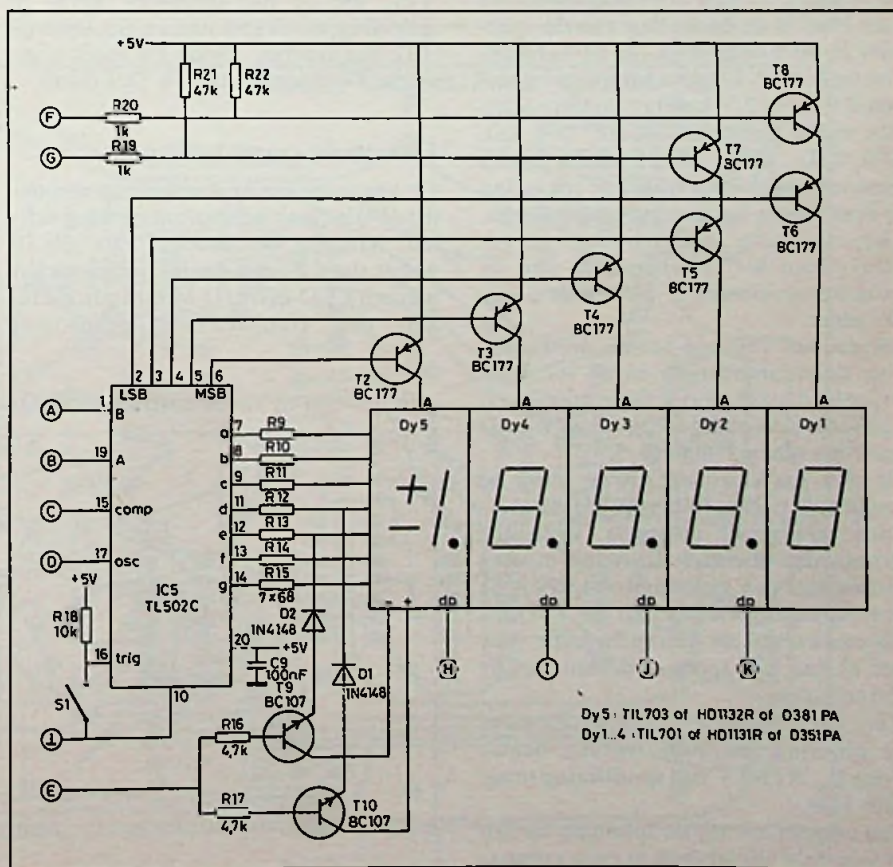 +5V
R21
47k
R22
47k
T8
BC177
F
R20
1k
G
R19
1k
T7
BC177
T6
BC177
T5
BC177
T4
BC177
T3
BC177
T2
BC177
2 3 4 5 6
LSB MSB
A 1 B
B 19 A
C 15 comp
D 17 osc
+5V
R18
10k
16 trig
S1
⊥
10
IC5
TL502C
a 7 R9
b 8 R10
c 9 R11
d 11 R12
e 12 R13
f 13 R14
g 14 R15
7x68
20 +5V
C9
100nF
D2
1N4148
D1
1N4148
T9
BC107
R16
4,7k
E
R17
4,7k
T10
BC107
A A A A A
Dy5 Dy4 Dy3 Dy2 Dy1
+1. 8. 8. 8. 8
−
- + dp dp dp dp
H I J K
Dy5 : TIL703 of HD1132R of D381PA
Dy1...4 : TIL701 of HD1131R of D351PA